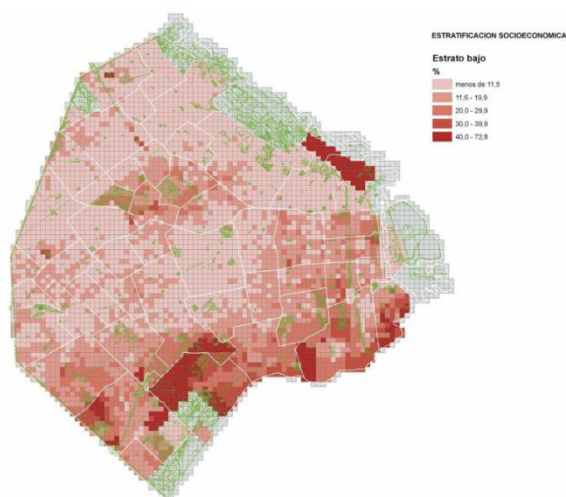 ESTRATIFICACION SOCIOECONOMICA
Estrato bajo
%
menos de 11,5
11,6 - 19,9
20,0 - 29,9
30,0 - 39,9
40,0 - 72,8